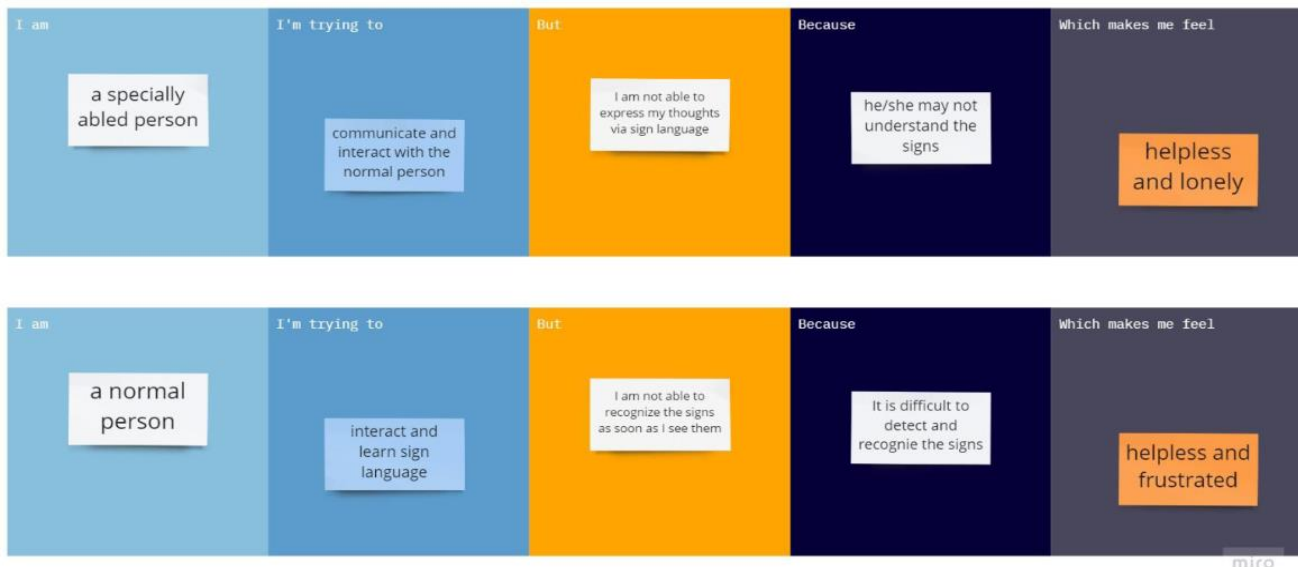 I am
a specially
abled person
I'm trying to
communicate and
interact with the
normal person
But
I am not able to
express my thoughts
via sign language
Because
he/she may not
understand the
signs
Which makes me feel
helpless
and lonely
I am
a normal
person
I'm trying to
interact and
learn sign
language
But
I am not able to
recognize the signs
as soon as I see them
Because
It is difficult to
detect and
recognie the signs
Which makes me feel
helpless and
frustrated
miro